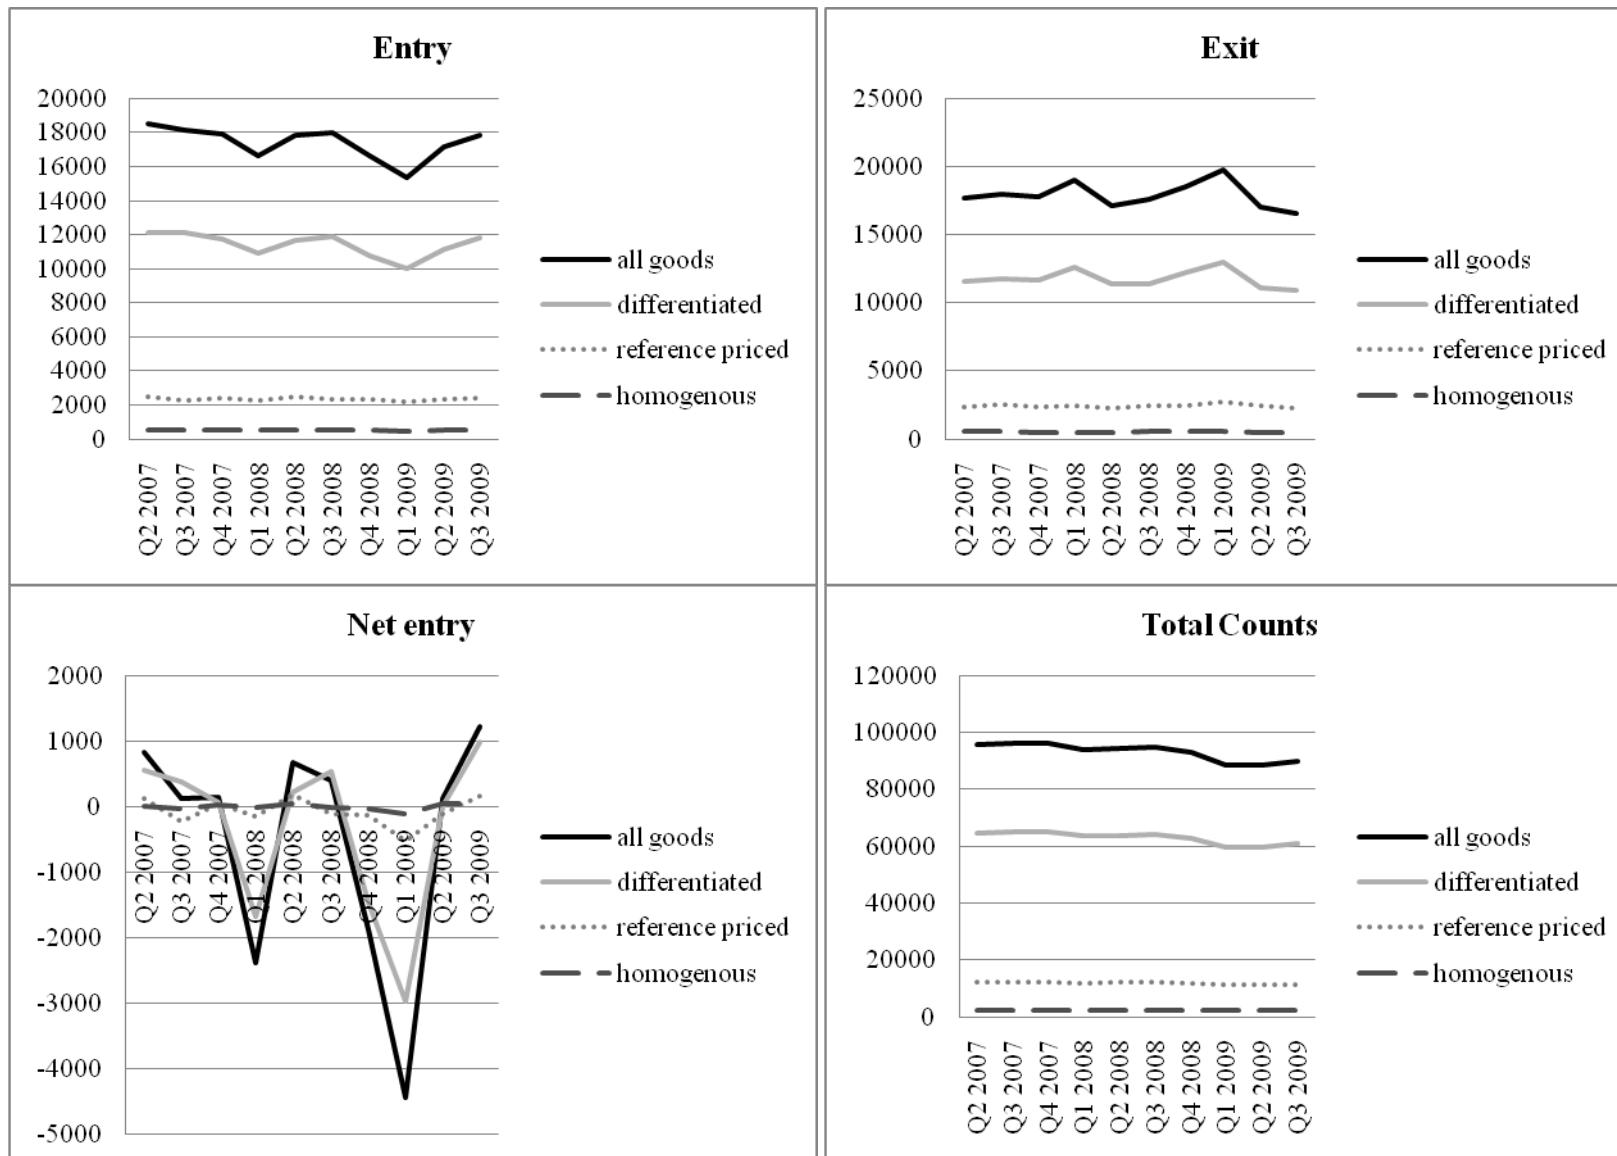 Entry
20000
18000
16000
14000
12000
10000
8000
6000
4000
2000
0
Q2 2007
Q3 2007
Q4 2007
Q1 2008
Q2 2008
Q3 2008
Q4 2008
Q1 2009
Q2 2009
Q3 2009
all goods
differentiated
reference priced
homogenous
Exit
25000
20000
15000
10000
5000
0
Q2 2007
Q3 2007
Q4 2007
Q1 2008
Q2 2008
Q3 2008
Q4 2008
Q1 2009
Q2 2009
Q3 2009
all goods
differentiated
reference priced
homogenous
Net entry
2000
1000
0
-1000
-2000
-3000
-4000
-5000
Q2 2007
Q3 2007
Q4 2007
Q1 2008
Q2 2008
Q3 2008
Q4 2008
Q1 2009
Q2 2009
Q3 2009
all goods
differentiated
reference priced
homogenous
Total Counts
120000
100000
80000
60000
40000
20000
0
Q2 2007
Q3 2007
Q4 2007
Q1 2008
Q2 2008
Q3 2008
Q4 2008
Q1 2009
Q2 2009
Q3 2009
all goods
differentiated
reference priced
homogenous